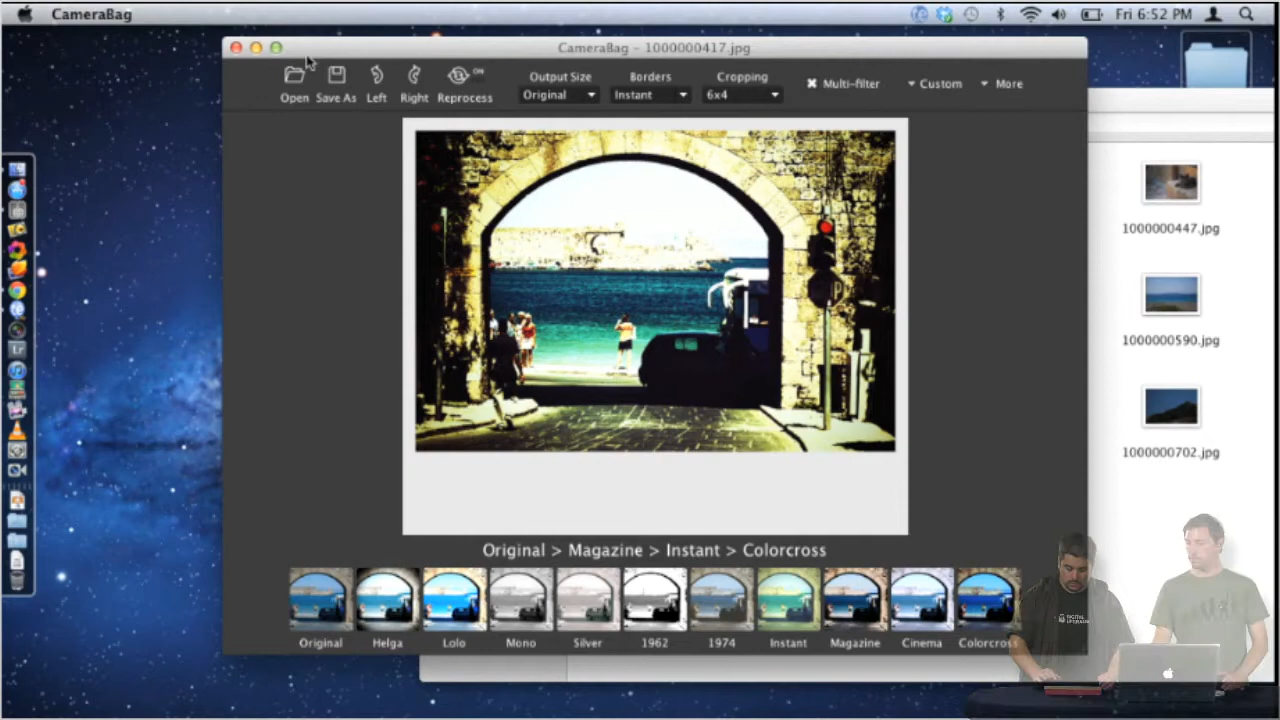 CameraBag
Fri 6:52 PM
CameraBag – 1000000417.jpg
Open
Save As
Left
Right
ON
Reprocess
Output Size
Original
Borders
Instant
Cropping
6x4
Multi-filter
Custom
More
1000000447.jpg
1000000590.jpg
1000000702.jpg
Original > Magazine > Instant > Colorcross
Original
Helga
Lolo
Mono
Silver
1962
1974
Instant
Magazine
Cinema
Colorcross
Lr